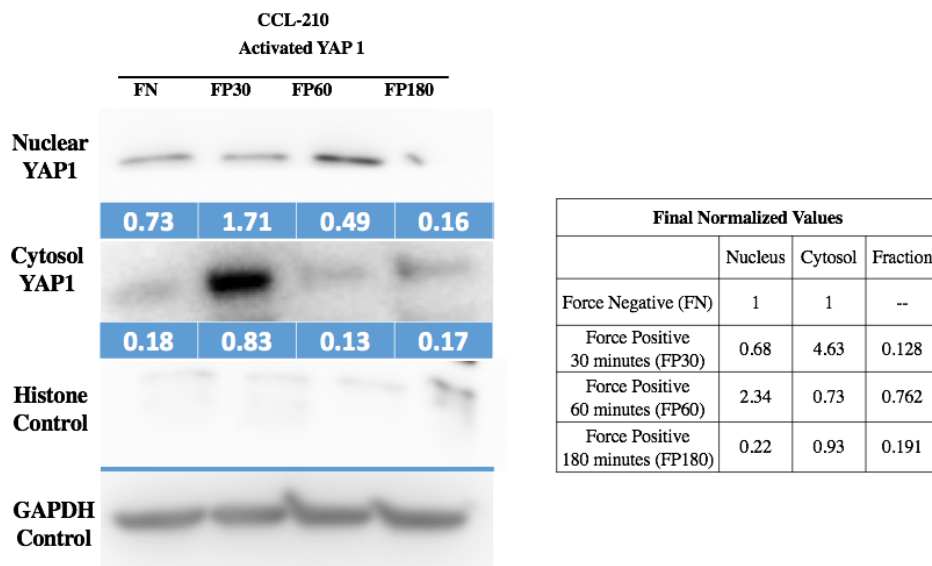 CCL-210
Activated YAP 1
FN FP30 FP60 FP180
Nuclear
YAP1
0.73 1.71 0.49 0.16
Cytosol
YAP1
0.18 0.83 0.13 0.17
Histone
Control
GAPDH
Control
Final Normalized Values
Nucleus Cytosol Fraction
Force Negative (FN) 1 1 --
Force Positive
30 minutes (FP30) 0.68 4.63 0.128
Force Positive
60 minutes (FP60) 2.34 0.73 0.762
Force Positive
180 minutes (FP180) 0.22 0.93 0.191